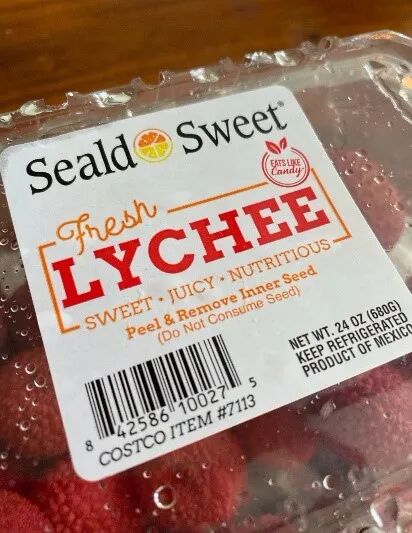 Seald Sweet®
EATS LIKE
Candy
Fresh
LYCHEE
SWEET • JUICY • NUTRITIOUS
Peel & Remove Inner Seed
(Do Not Consume Seed)
NET WT. 24 OZ (680G)
KEEP REFRIGERATED
PRODUCT OF MEXICO
8 42586 10027 5
COSTCO ITEM #7113